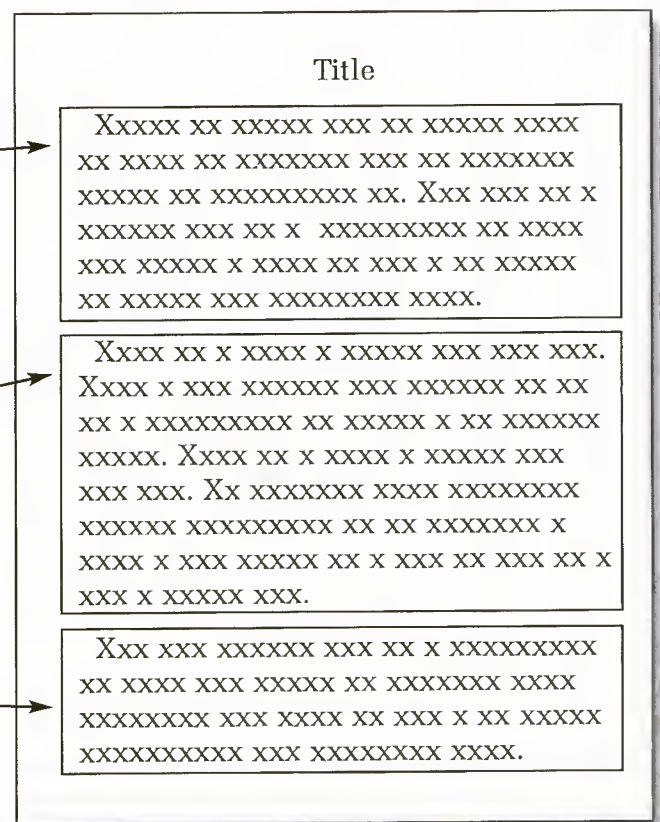 Title
Xxxxx xx xxxxx xxx xx xxxxx xxxx
xx xxxx xx xxxxxxx xxx xx xxxxxxx
xxxxx xx xxxxxxxxx xx. Xxx xxx xx x
xxxxxx xxx xx x xxxxxxxxx xx xxxx
xxx xxxxx x xxxx xx xxx x xx xxxxx
xx xxxxx xxx xxxxxxxx xxxx.
Xxxx xx x xxxx x xxxxx xxx xxx xxx.
Xxxx x xxx xxxxxx xxx xxxxxx xx xx
xx x xxxxxxxxx xx xxxxx x xx xxxxxx
xxxxx. Xxxx xx x xxxx x xxxxx xxx
xxx xxx. Xx xxxxxxx xxxx xxxxxxxx
xxxxxx xxxxxxxxx xx xx xxxxxxx x
xxxx x xxx xxxxx xx x xxx xx xxx xx x
xxx x xxxxx xxx.
Xxx xxx xxxxxx xxx xx x xxxxxxxxx
xx xxxx xxx xxxxx xx xxxxxxx xxxx
xxxxxxxx xxx xxxx xx xxx x xx xxxxx
xxxxxxxxxx xxx xxxxxxxx xxxx.